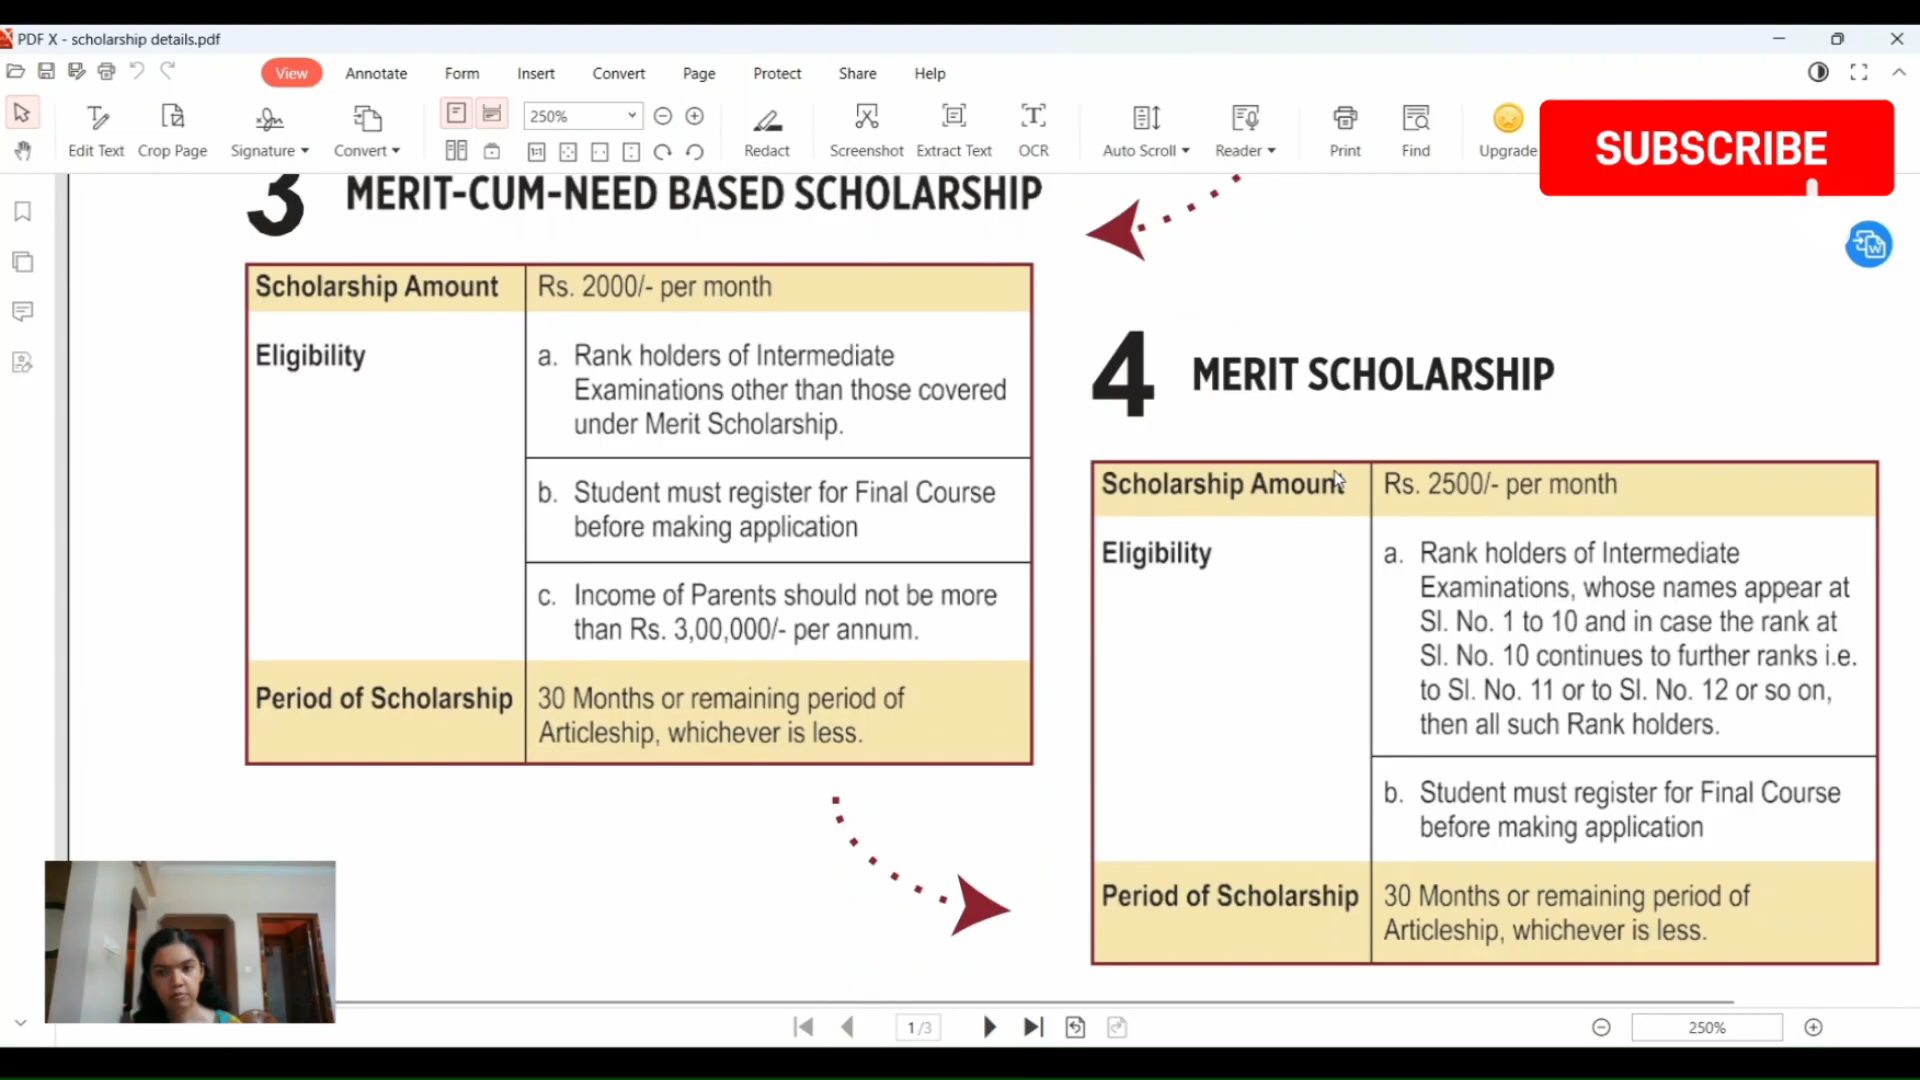 PDF X - scholarship details.pdf
View
Annotate
Form
Insert
Convert
Page
Protect
Share
Help
250%
Edit Text
Crop Page
Signature
Convert
Redact
Screenshot
Extract Text
OCR
Auto Scroll
Reader
Print
Find
Upgrade
SUBSCRIBE
3 MERIT-CUM-NEED BASED SCHOLARSHIP
Scholarship Amount Rs. 2000/- per month
Eligibility a. Rank holders of Intermediate
Examinations other than those covered
under Merit Scholarship.
b. Student must register for Final Course
before making application
c. Income of Parents should not be more
than Rs. 3,00,000/- per annum.
Period of Scholarship 30 Months or remaining period of
Articleship, whichever is less.
4 MERIT SCHOLARSHIP
Scholarship Amount Rs. 2500/- per month
Eligibility a. Rank holders of Intermediate
Examinations, whose names appear at
Sl. No. 1 to 10 and in case the rank at
Sl. No. 10 continues to further ranks i.e.
to Sl. No. 11 or to Sl. No. 12 or so on,
then all such Rank holders.
b. Student must register for Final Course
before making application
Period of Scholarship 30 Months or remaining period of
Articleship, whichever is less.
1/3
250%